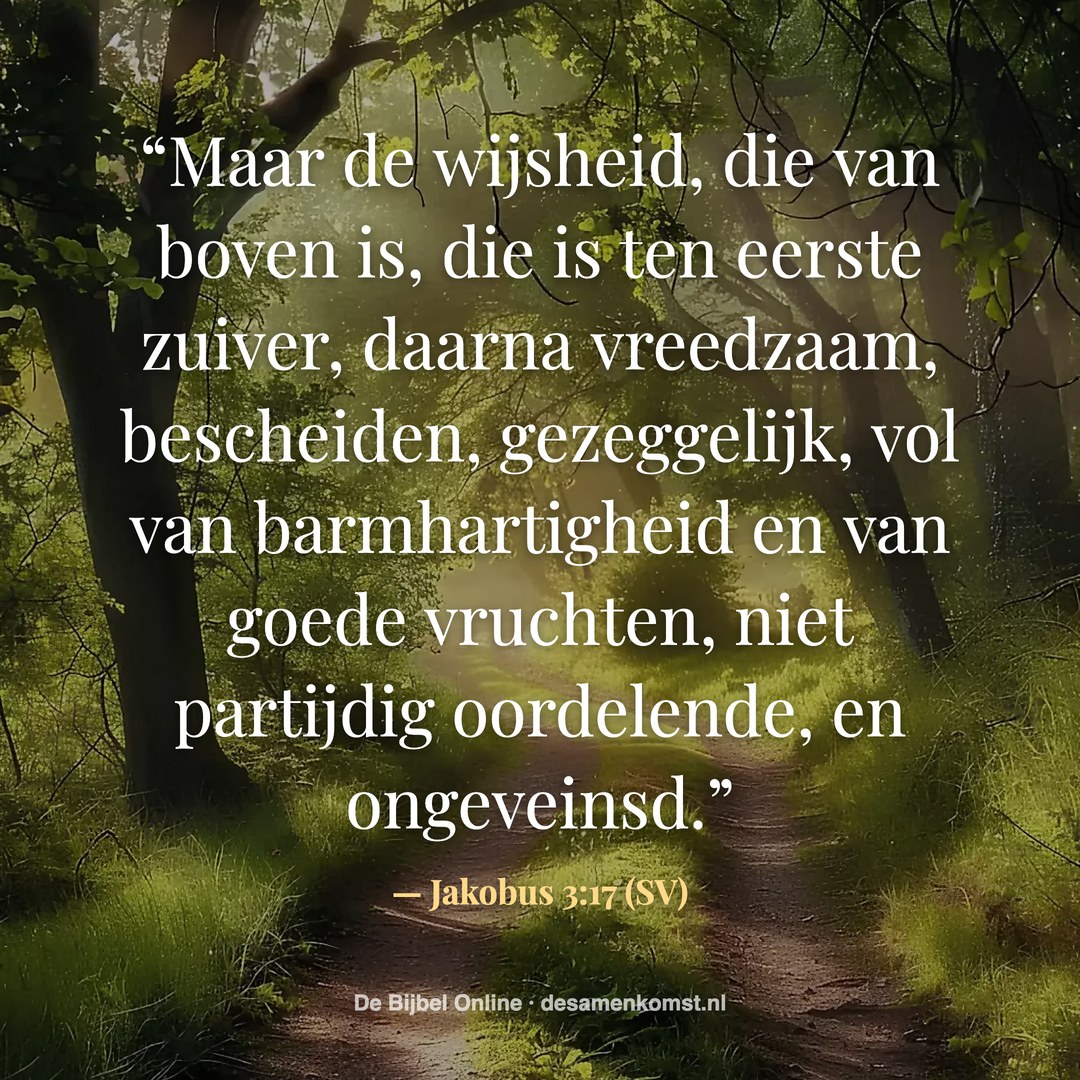 “Maar de wijsheid, die van
boven is, die is ten eerste
zuiver, daarna vreedzaam,
bescheiden, gezeggelijk, vol
van barmhartigheid en van
goede vruchten, niet
partijdig oordelende, en
ongeveinsd.”
— Jakobus 3:17 (SV)
De Bijbel Online · desamenkomst.nl